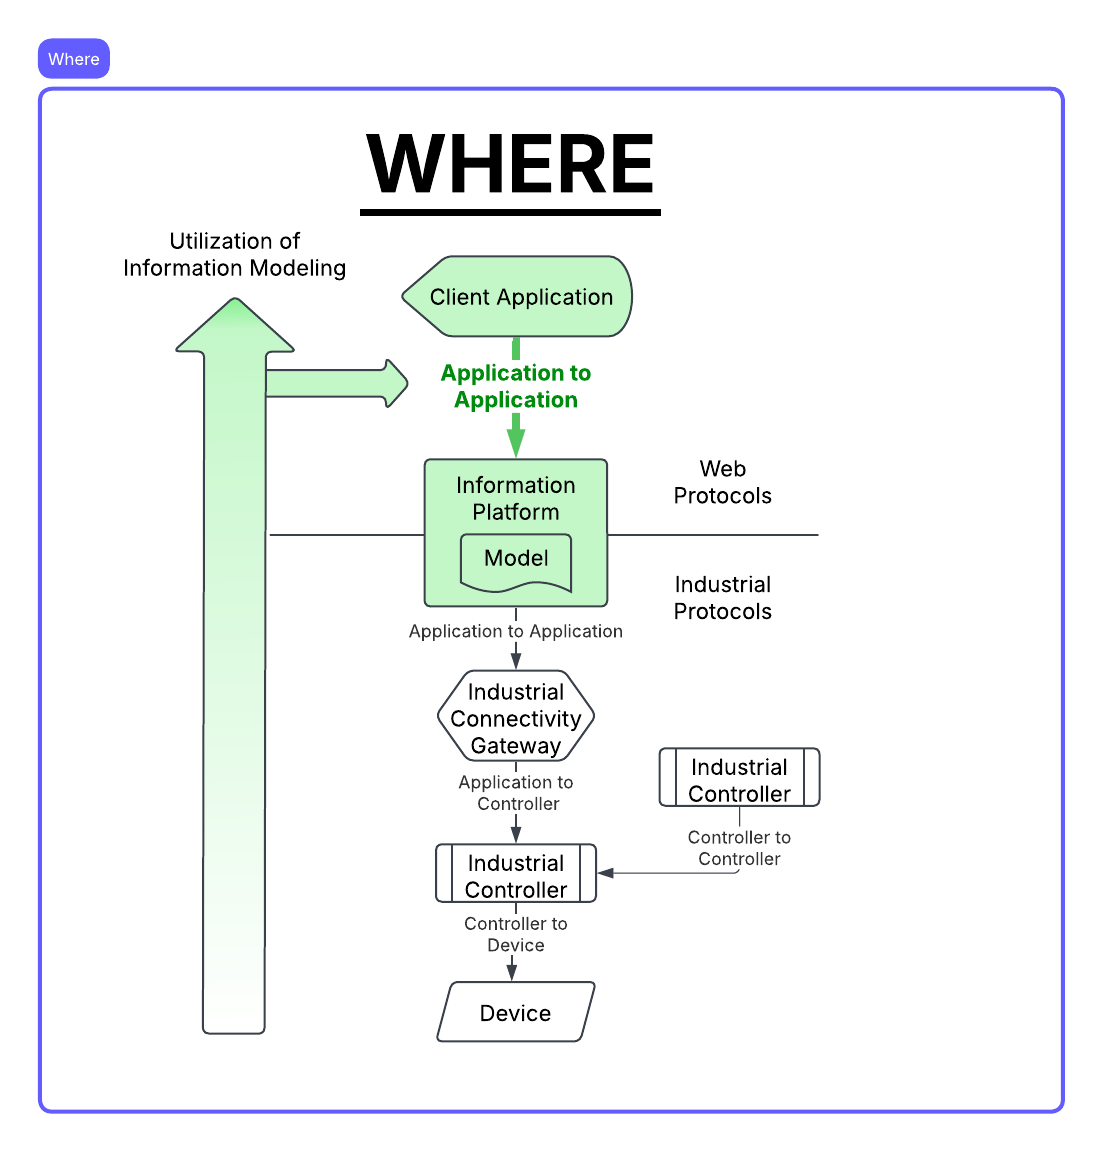 Where
WHERE
Utilization of
Information Modeling
Client Application
Application to
Application
Information
Platform
Model
Web
Protocols
Industrial
Protocols
Application to Application
Industrial
Connectivity
Gateway
Application to
Controller
Industrial
Controller
Controller to
Controller
Industrial
Controller
Controller to
Device
Device